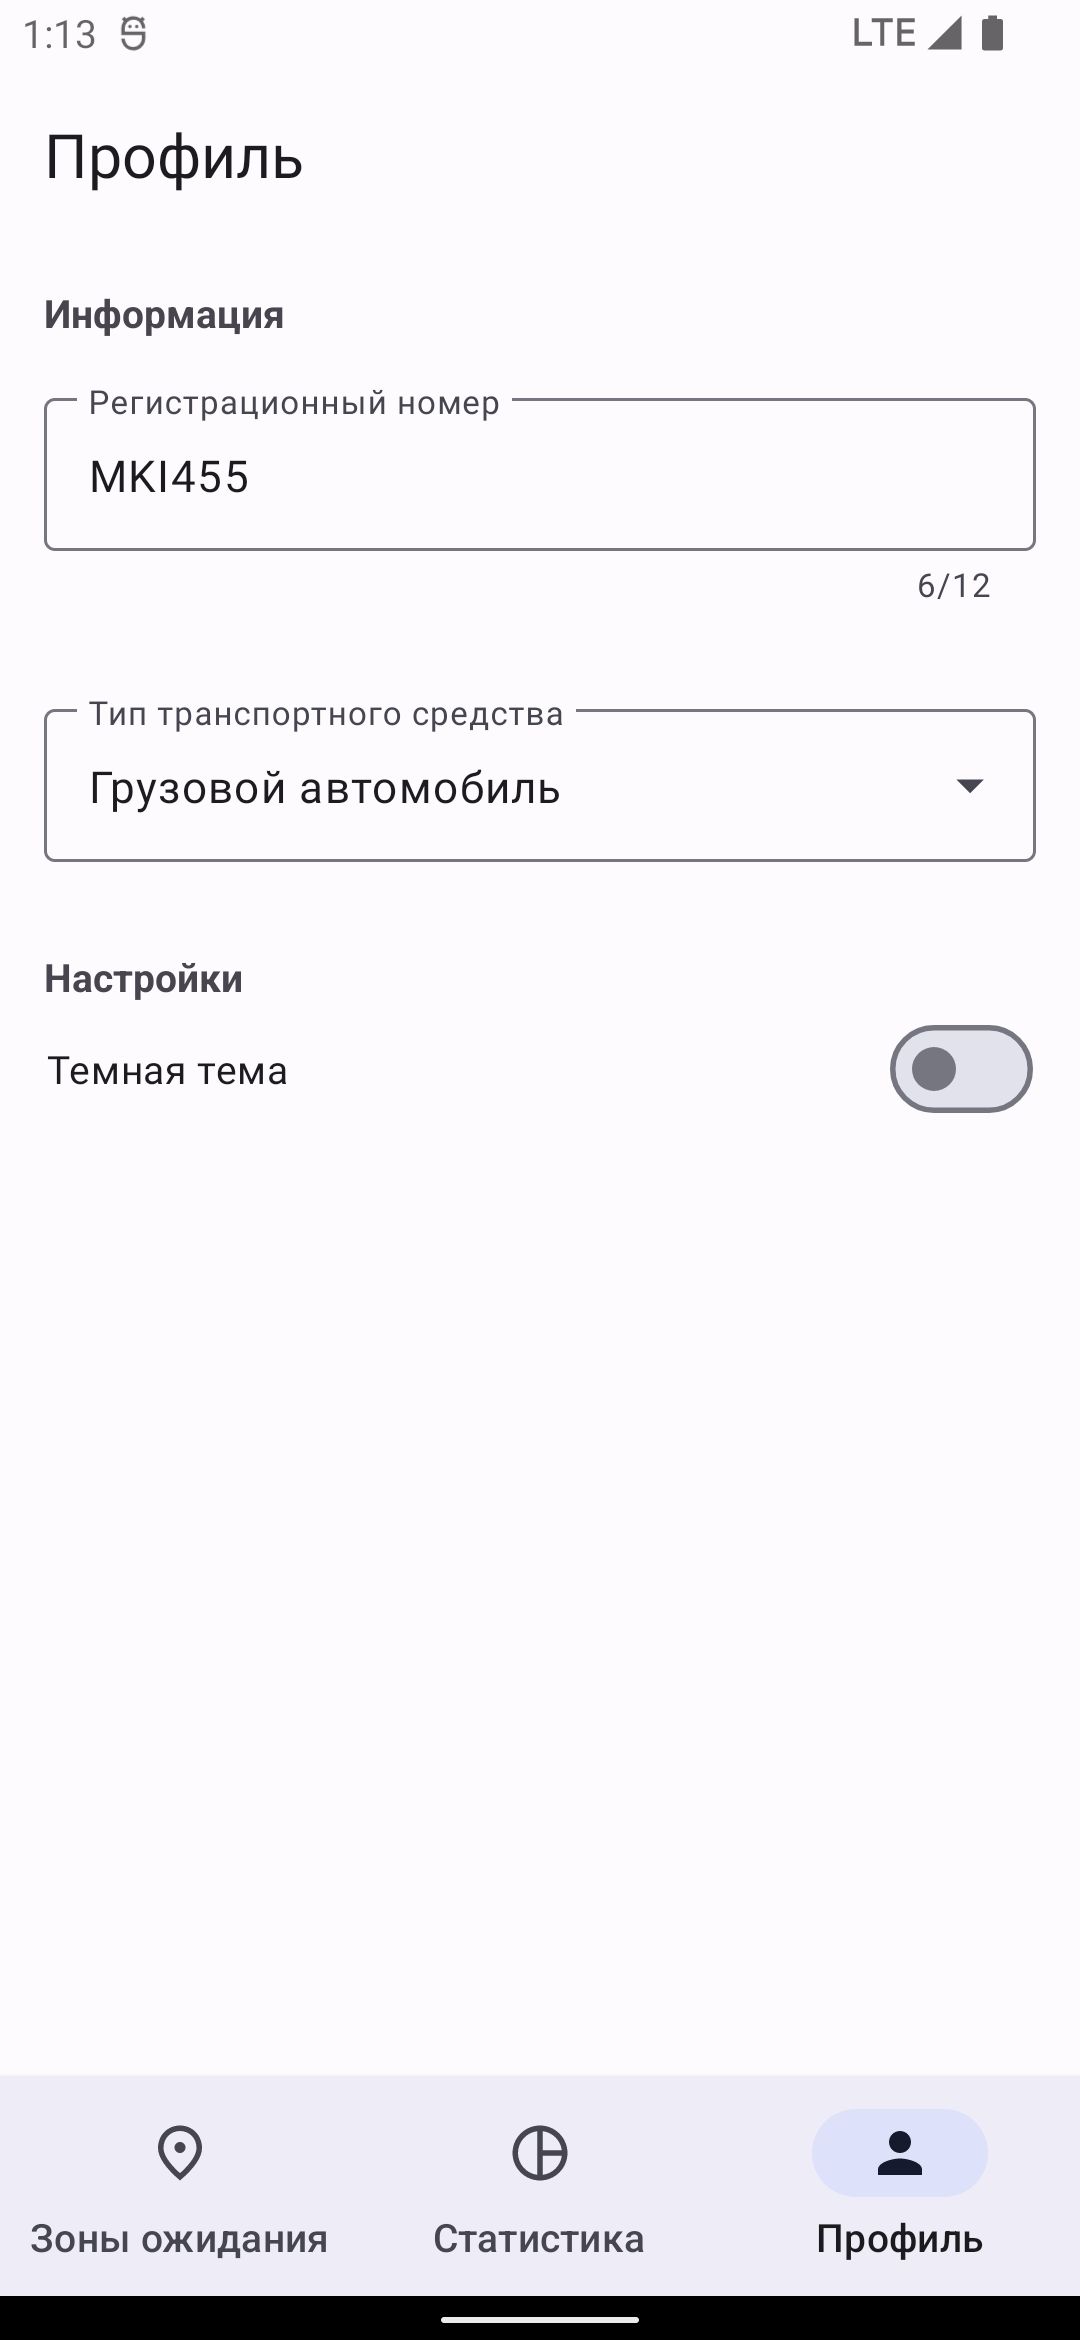 1:13
LTE
Профиль
Информация
Регистрационный номер
MKI455
6/12
Тип транспортного средства
Грузовой автомобиль
Настройки
Темная тема
Зоны ожидания
Статистика
Профиль